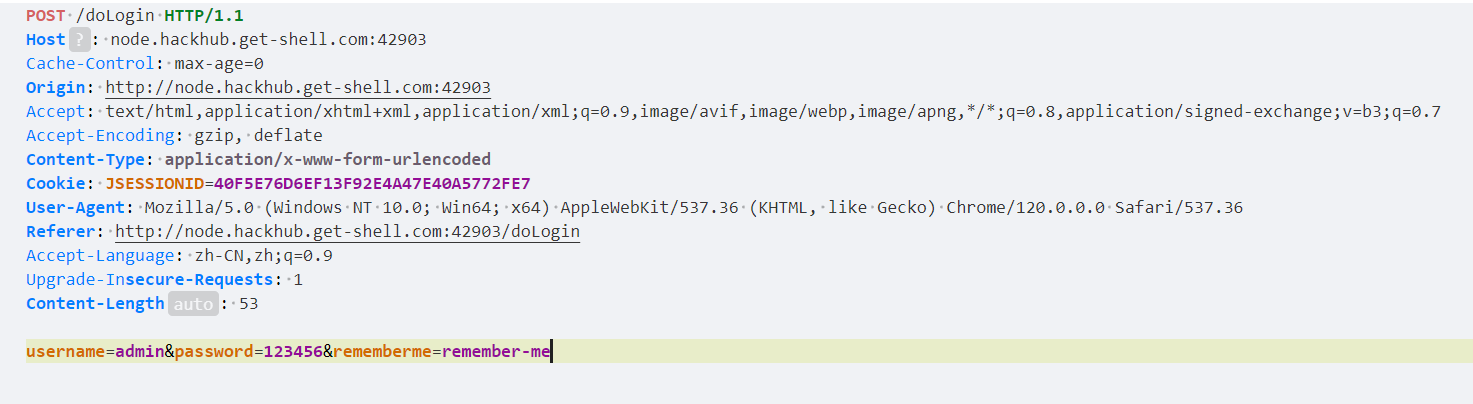 POST /doLogin HTTP/1.1
Host ? : node.hackhub.get-shell.com:42903
Cache-Control: max-age=0
Origin: http://node.hackhub.get-shell.com:42903
Accept: text/html,application/xhtml+xml,application/xml;q=0.9,image/avif,image/webp,image/apng,*/*;q=0.8,application/signed-exchange;v=b3;q=0.7
Accept-Encoding: gzip, deflate
Content-Type: application/x-www-form-urlencoded
Cookie: JSESSIONID=40F5E76D6EF13F92E4A47E40A5772FE7
User-Agent: Mozilla/5.0 (Windows NT 10.0; Win64; x64) AppleWebKit/537.36 (KHTML, like Gecko) Chrome/120.0.0.0 Safari/537.36
Referer: http://node.hackhub.get-shell.com:42903/doLogin
Accept-Language: zh-CN,zh;q=0.9
Upgrade-Insecure-Requests: 1
Content-Length auto : 53
username=admin&password=123456&rememberme=remember-me